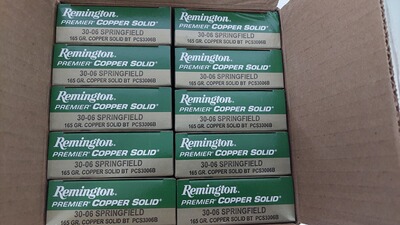 Remington.
PREMIER® COPPER SOLID®
30-06 SPRINGFIELD
165 GR. COPPER SOLID BT PCS3006B
Remington.
PREMIER® COPPER SOLID®
30-06 SPRINGFIELD
165 GR. COPPER SOLID BT PCS3006B
Remington.
PREMIER® COPPER SOLID®
30-06 SPRINGFIELD
165 GR. COPPER SOLID BT PCS3006B
Remington.
PREMIER® COPPER SOLID®
30-06 SPRINGFIELD
165 GR. COPPER SOLID BT PCS3006B
Remington.
PREMIER® COPPER SOLID®
30-06 SPRINGFIELD
165 GR. COPPER SOLID BT PCS3006B
Remington.
PREMIER® COPPER SOLID®
30-06 SPRINGFIELD
165 GR. COPPER SOLID BT PCS3006B
Remington.
PREMIER® COPPER SOLID®
30-06 SPRINGFIELD
165 GR. COPPER SOLID BT PCS3006B
Remington.
PREMIER® COPPER SOLID®
30-06 SPRINGFIELD
165 GR. COPPER SOLID BT PCS3006B
Remington.
PREMIER® COPPER SOLID®
30-06 SPRINGFIELD
165 GR. COPPER SOLID BT PCS3006B
Remington.
PREMIER® COPPER SOLID®
30-06 SPRINGFIELD
165 GR. COPPER SOLID BT PCS3006B